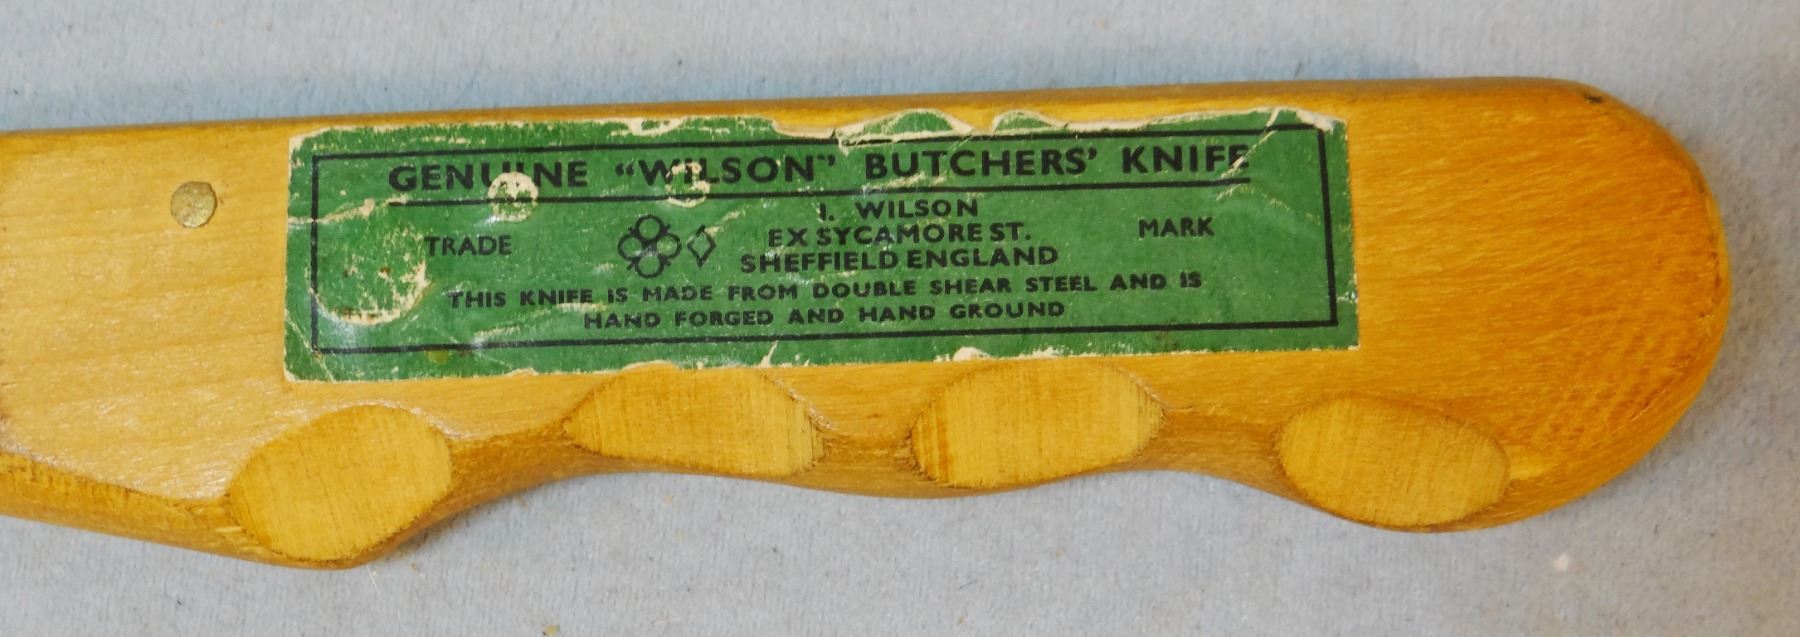 GENUINE "WILSON" BUTCHERS' KNIFE
I. WILSON
TRADE EX SYCAMORE ST. MARK
SHEFFIELD ENGLAND
THIS KNIFE IS MADE FROM DOUBLE SHEAR STEEL AND IS
HAND FORGED AND HAND GROUND